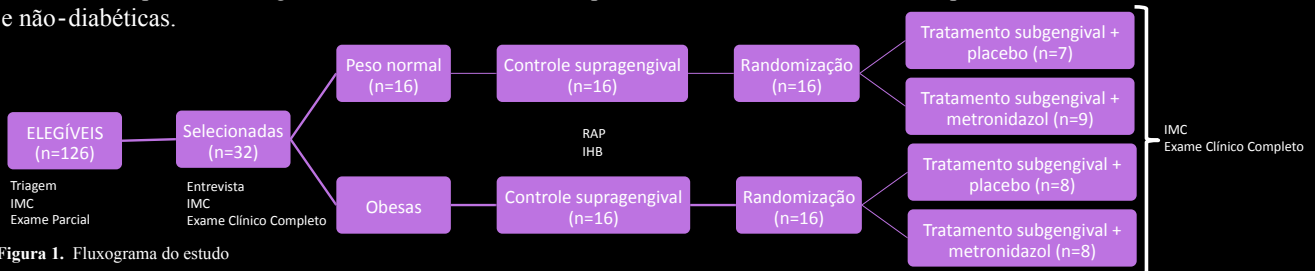 e não-diabéticas.
ELEGÍVEIS
(n=126)
Triagem
IMC
Exame Parcial
Selecionadas
(n=32)
Entrevista
IMC
Exame Clínico Completo
Peso normal
(n=16)
Controle supragengival
(n=16)
Randomização
(n=16)
Tratamento subgengival +
placebo (n=7)
Tratamento subgengival +
metronidazol (n=9)
RAP
IHB
Obesas
Controle supragengival
(n=16)
Randomização
(n=16)
Tratamento subgengival +
placebo (n=8)
Tratamento subgengival +
metronidazol (n=8)
IMC
Exame Clínico Completo
Figura 1. Fluxograma do estudo